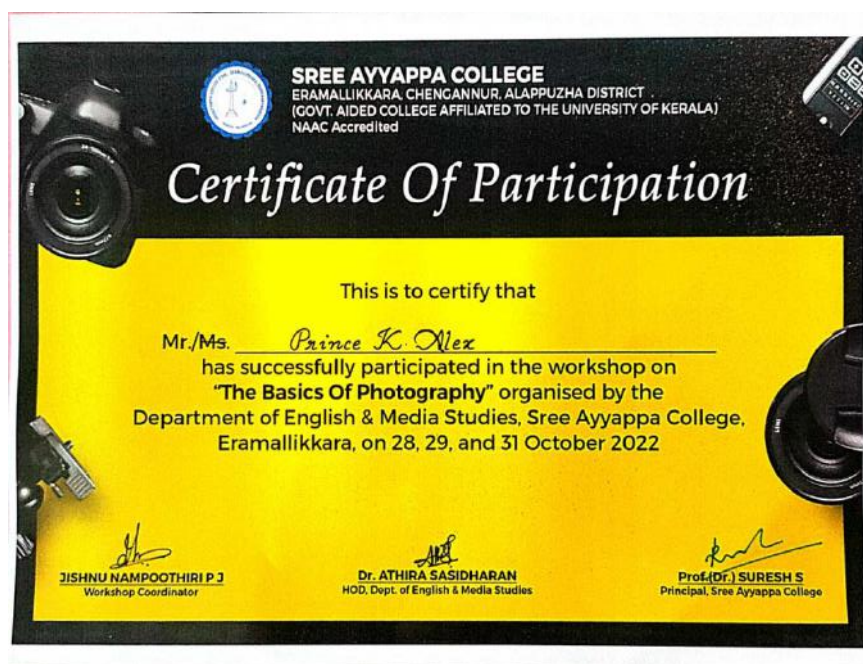 SREE AYYAPPA COLLEGE
ERAMALLIKKARA, CHENGANNUR, ALAPPUZHA DISTRICT .
(GOVT. AIDED COLLEGE AFFILIATED TO THE UNIVERSITY OF KERALA)
NAAC Accredited
Certificate Of Participation
This is to certify that
Mr./Ms. Prince K. Alex
has successfully participated in the workshop on
"The Basics Of Photography" organised by the
Department of English & Media Studies, Sree Ayyappa College,
Eramallikkara, on 28, 29, and 31 October 2022
JISHNU NAMPOOTHIRI P J
Workshop Coordinator
Dr. ATHIRA SASIDHARAN
HOD, Dept. of English & Media Studies
Prof.(Dr.) SURESH S
Principal, Sree Ayyappa College